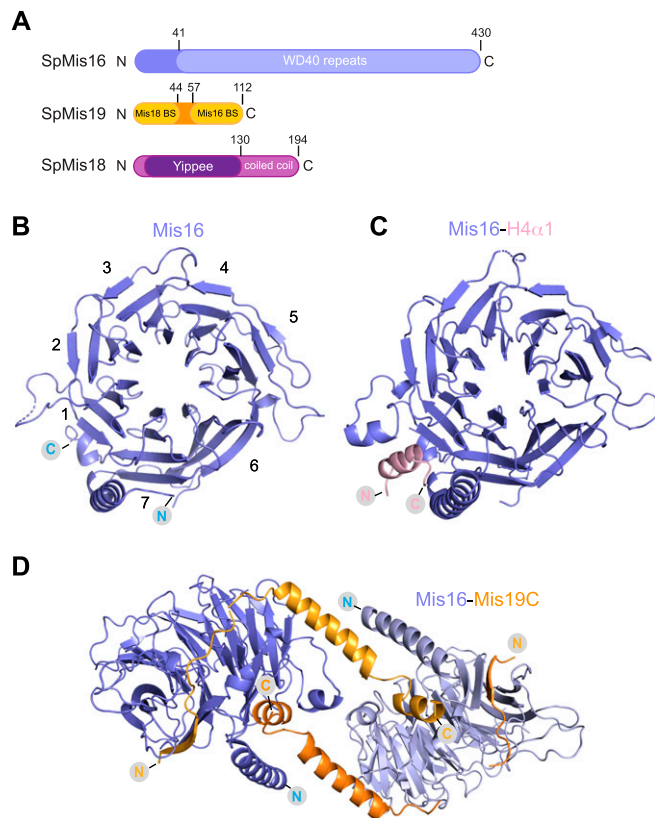 A
41 430
SpMis16 N WD40 repeats C
44 57 112
SpMis19 N Mis18 BS Mis16 BS C
130 194
SpMis18 N Yippee coiled coil C
B Mis16
C Mis16-H4α1
3 4
5
2
1
C
6
7
N
N
C
D
Mis16-Mis19C
N
N
C
C
N
N